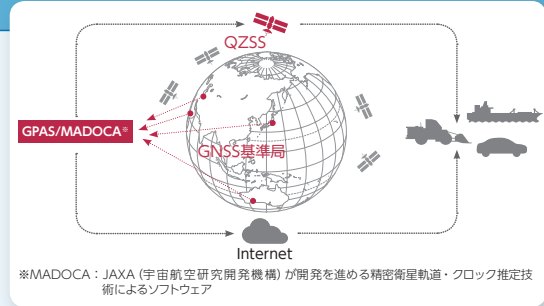 QZSS
GPAS/MADOCA※
GNSS基準局
Internet
※MADOCA：JAXA（宇宙航空研究開発機構）が開発を進める精密衛星軌道・クロック推定技
術によるソフトウェア